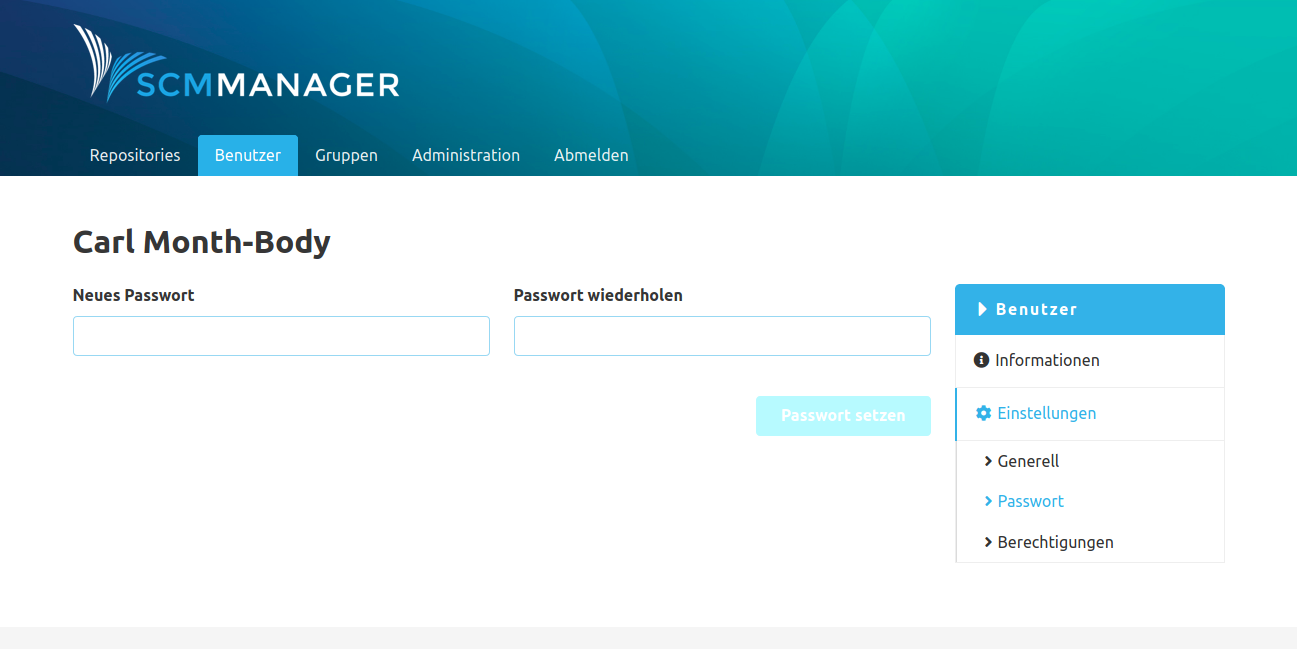 SCMMANAGER
Repositories Benutzer Gruppen Administration Abmelden
Carl Month-Body
Neues Passwort
Passwort wiederholen
Passwort setzen
Benutzer
Informationen
Einstellungen
Generell
Passwort
Berechtigungen